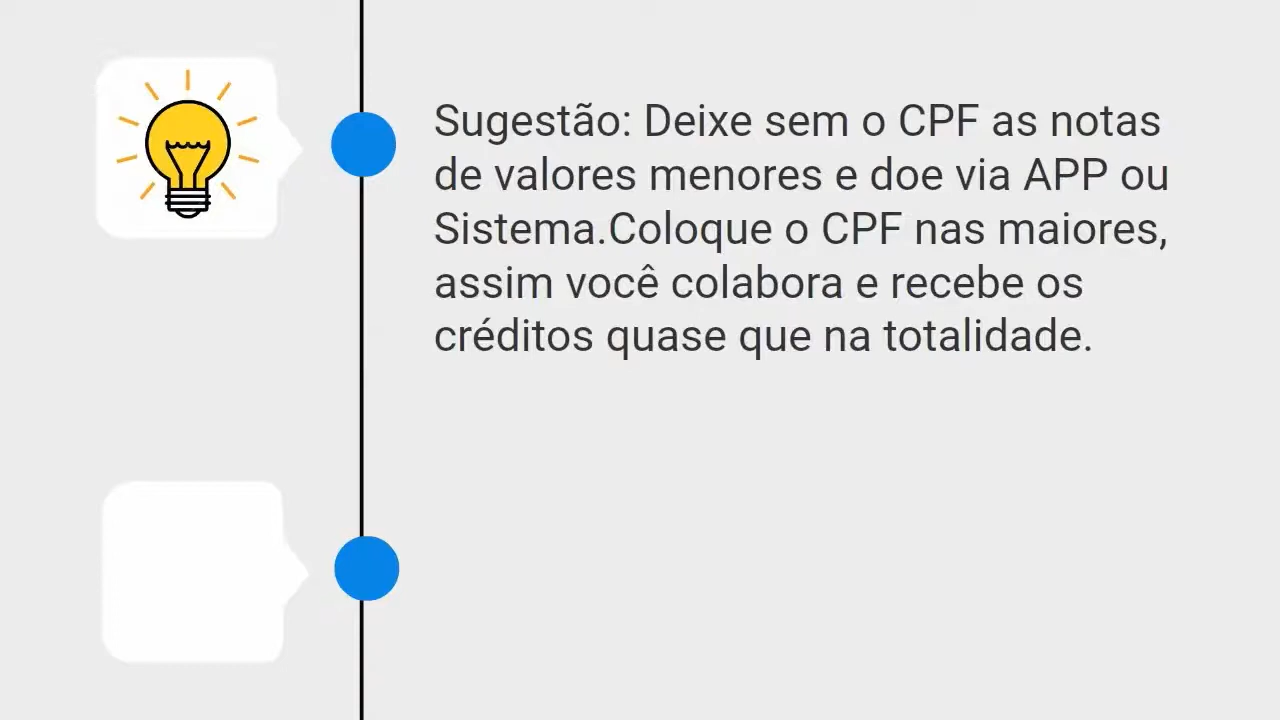 Sugestão: Deixe sem o CPF as notas
de valores menores e doe via APP ou
Sistema.Coloque o CPF nas maiores,
assim você colabora e recebe os
créditos quase que na totalidade.